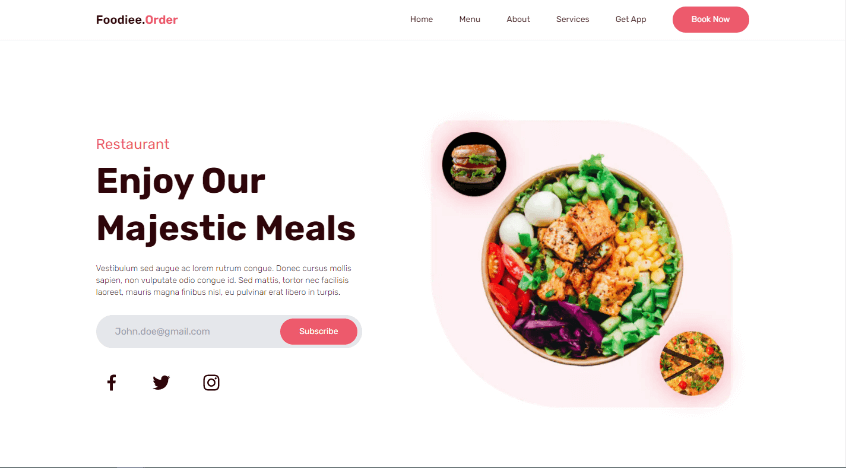 Foodiee.Order
Home Menu About Services Get App Book Now
Restaurant
Enjoy Our
Majestic Meals
Vestibulum sed augue ac lorem rutrum congue. Donec cursus mollis
sapien, non vulputate odio congue id. Sed mattis, tortor nec facilisis
laoreet, mauris magna finibus nisl, eu pulvinar erat libero in turpis.
John.doe@gmail.com Subscribe